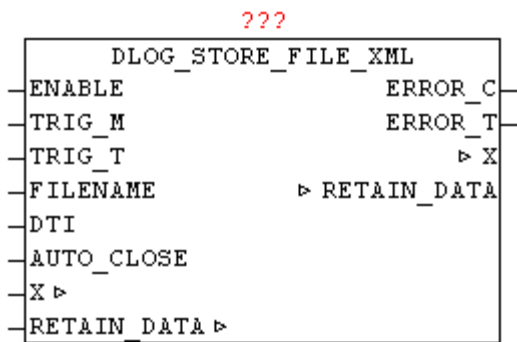 ???
DLOG_STORE_FILE_XML
ENABLE ERROR_C
TRIG_M ERROR_T
TRIG_T ▷ X
FILENAME ▷ RETAIN_DATA
DTI
AUTO_CLOSE
X ▷
RETAIN_DATA ▷